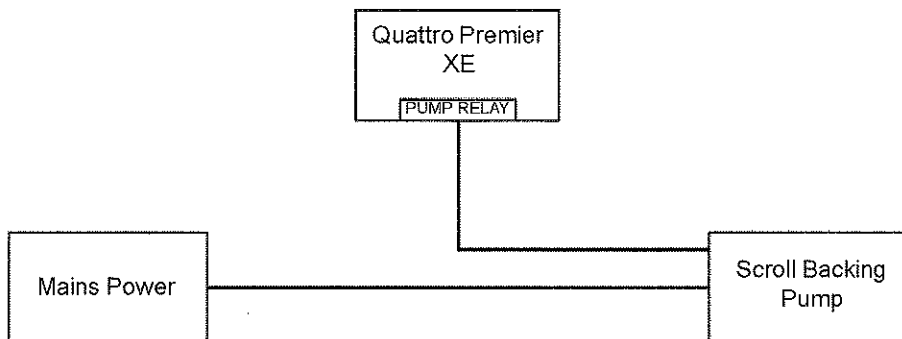 Quattro Premier
XE
PUMP RELAY
Mains Power
Scroll Backing
Pump